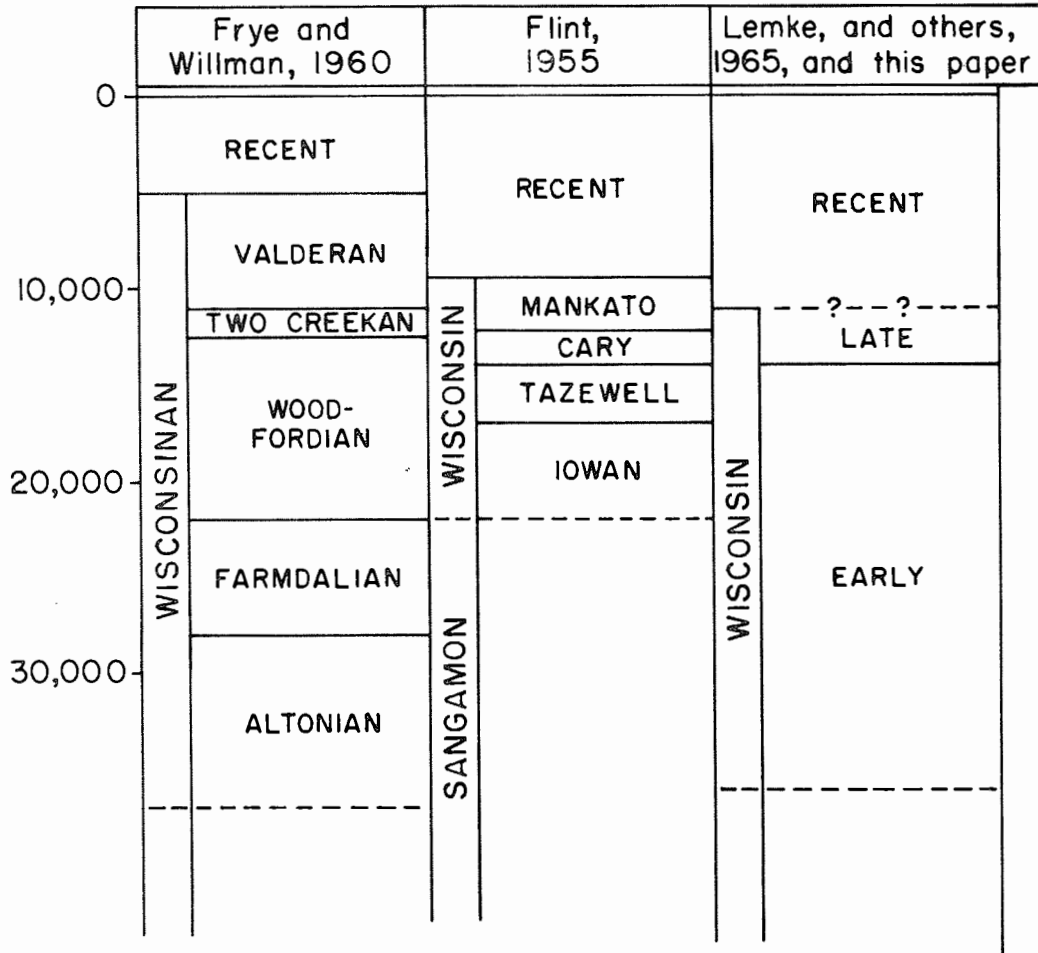 Frye and
Willman, 1960
Flint,
1955
Lemke, and others,
1965, and this paper
0
10,000
20,000
30,000
RECENT
WISCONSINAN
VALDERAN
TWO CREEKAN
WOOD-
FORDIAN
FARMDALIAN
ALTONIAN
RECENT
WISCONSIN
MANKATO
CARY
TAZEWELL
IOWAN
SANGAMON
RECENT
? ?
WISCONSIN
LATE
EARLY